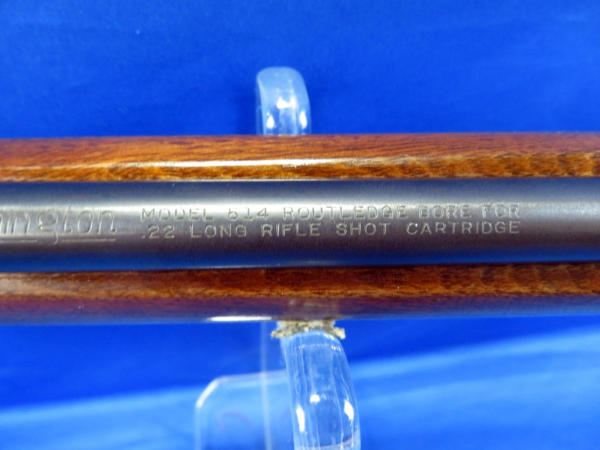 mington
MODEL 514 ROUTLEDGE BORE FOR
.22 LONG RIFLE SHOT CARTRIDGE